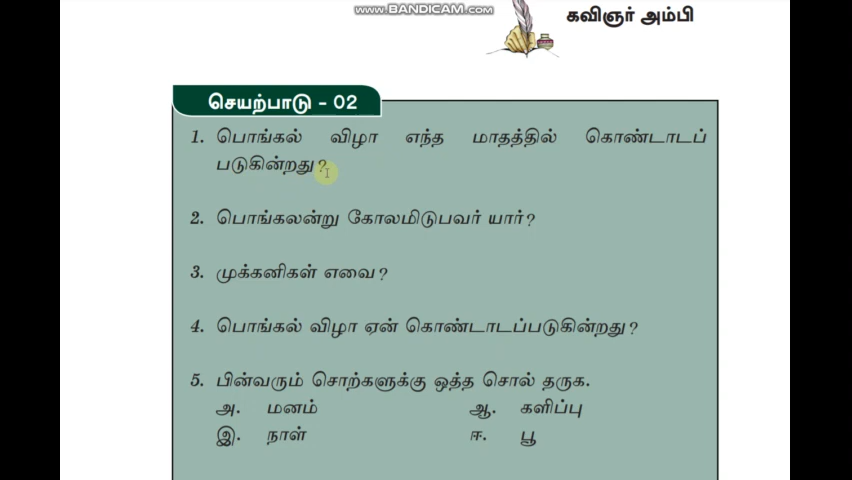 WWW.BANDICAM.COM
கவிஞர் அம்பி
செயற்பாடு - 02
1. பொங்கல் விழா எந்த மாதத்தில் கொண்டாடப்
படுகின்றது?
2. பொங்கலன்று கோலமிடுபவர் யார்?
3. முக்கனிகள் எவை?
4. பொங்கல் விழா ஏன் கொண்டாடப்படுகின்றது?
5. பின்வரும் சொற்களுக்கு ஒத்த சொல் தருக.
அ. மனம் ஆ. களிப்பு
இ. நாள் ஈ. பூ